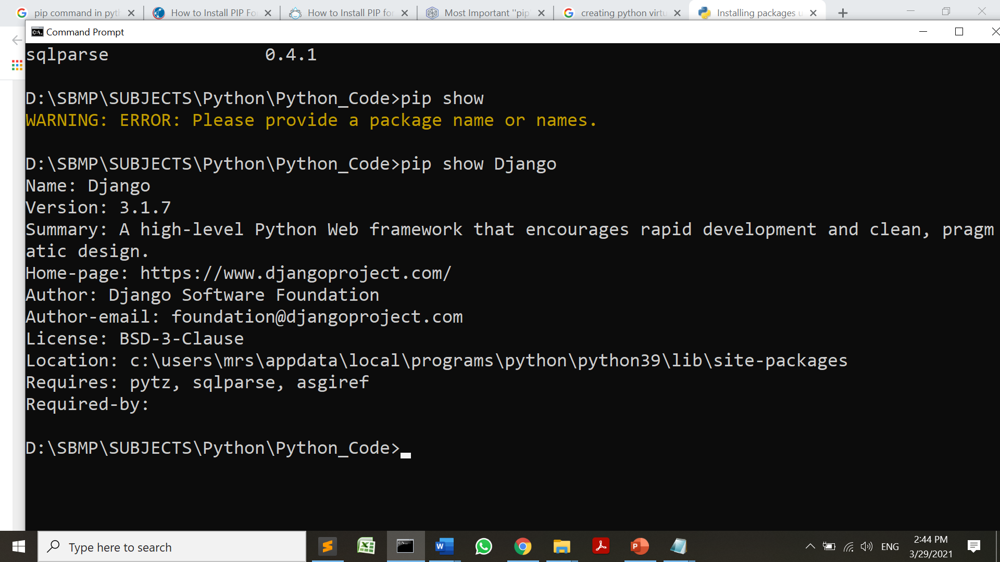 pip command in pyth
How to Install PIP Fo
How to Install PIP for
Most Important "pip"
creating python virtu
Installing packages u
Command Prompt
sqlparse 0.4.1
D:\SBMP\SUBJECTS\Python\Python_Code>pip show
WARNING: ERROR: Please provide a package name or names.
D:\SBMP\SUBJECTS\Python\Python_Code>pip show Django
Name: Django
Version: 3.1.7
Summary: A high-level Python Web framework that encourages rapid development and clean, pragm
atic design.
Home-page: https://www.djangoproject.com/
Author: Django Software Foundation
Author-email: foundation@djangoproject.com
License: BSD-3-Clause
Location: c:\users\mrs\appdata\local\programs\python\python39\lib\site-packages
Requires: pytz, sqlparse, asgiref
Required-by:
D:\SBMP\SUBJECTS\Python\Python_Code>
Type here to search
ENG
2:44 PM
3/29/2021